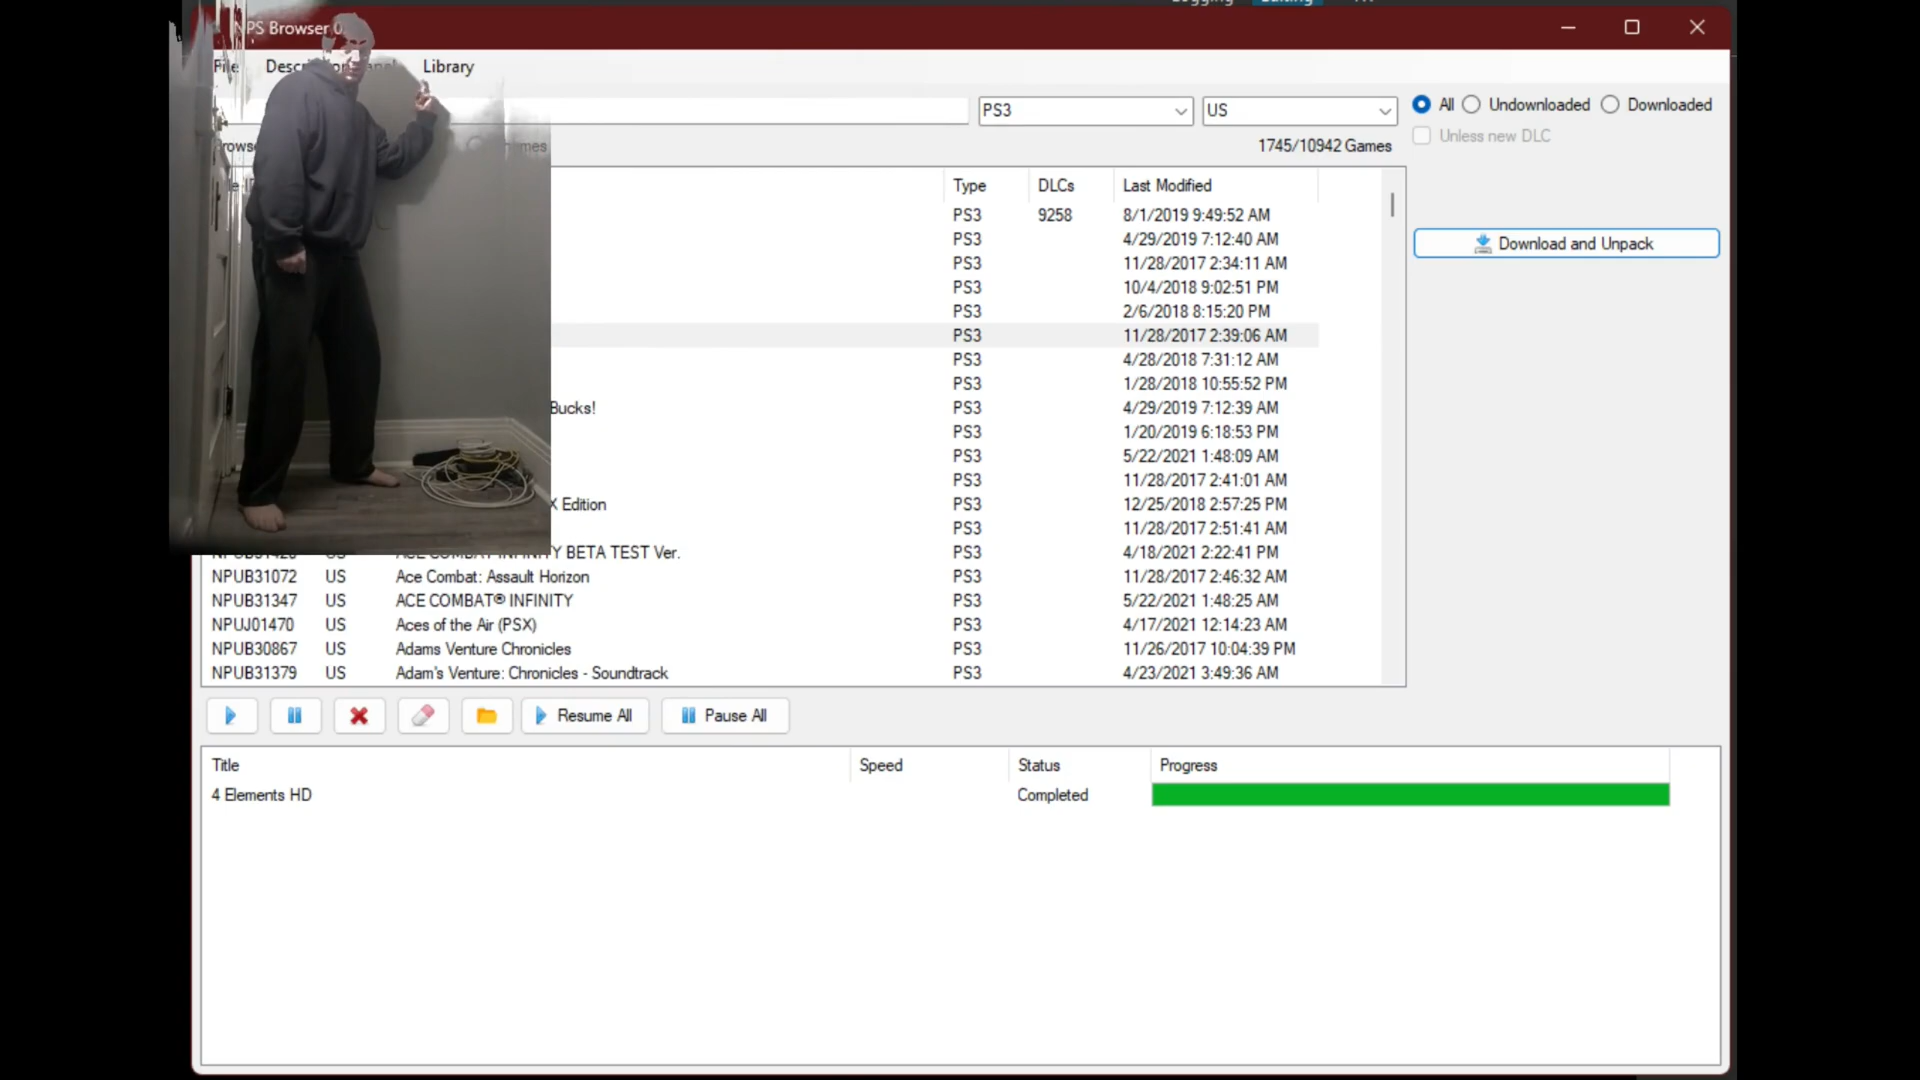 PS Browser 0.
File Library
PS3 US All Undownloaded Downloaded
Unless new DLC
1745/10942 Games
Type DLCs Last Modified
PS3 9258 8/1/2019 9:49:52 AM
PS3 4/29/2019 7:12:40 AM
Download and Unpack
PS3 11/28/2017 2:34:11 AM
PS3 10/4/2018 9:02:51 PM
PS3 2/6/2018 8:15:20 PM
PS3 11/28/2017 2:39:06 AM
PS3 4/28/2018 7:31:12 AM
PS3 1/28/2018 10:55:52 PM
Bucks! PS3 4/29/2019 7:12:39 AM
PS3 1/20/2019 6:18:53 PM
PS3 5/22/2021 1:48:09 AM
PS3 11/28/2017 2:41:01 AM
X Edition PS3 12/25/2018 2:57:25 PM
PS3 11/28/2017 2:51:41 AM
ACE COMBAT INFINITY BETA TEST Ver. PS3 4/18/2021 2:22:41 PM
NPUB31072 US Ace Combat: Assault Horizon PS3 11/28/2017 2:46:32 AM
NPUB31347 US ACE COMBAT® INFINITY PS3 5/22/2021 1:48:25 AM
NPUJ01470 US Aces of the Air (PSX) PS3 4/17/2021 12:14:23 AM
NPUB30867 US Adams Venture Chronicles PS3 11/26/2017 10:04:39 PM
NPUB31379 US Adam's Venture: Chronicles - Soundtrack PS3 4/23/2021 3:49:36 AM
Resume All Pause All
Title Speed Status Progress
4 Elements HD Completed